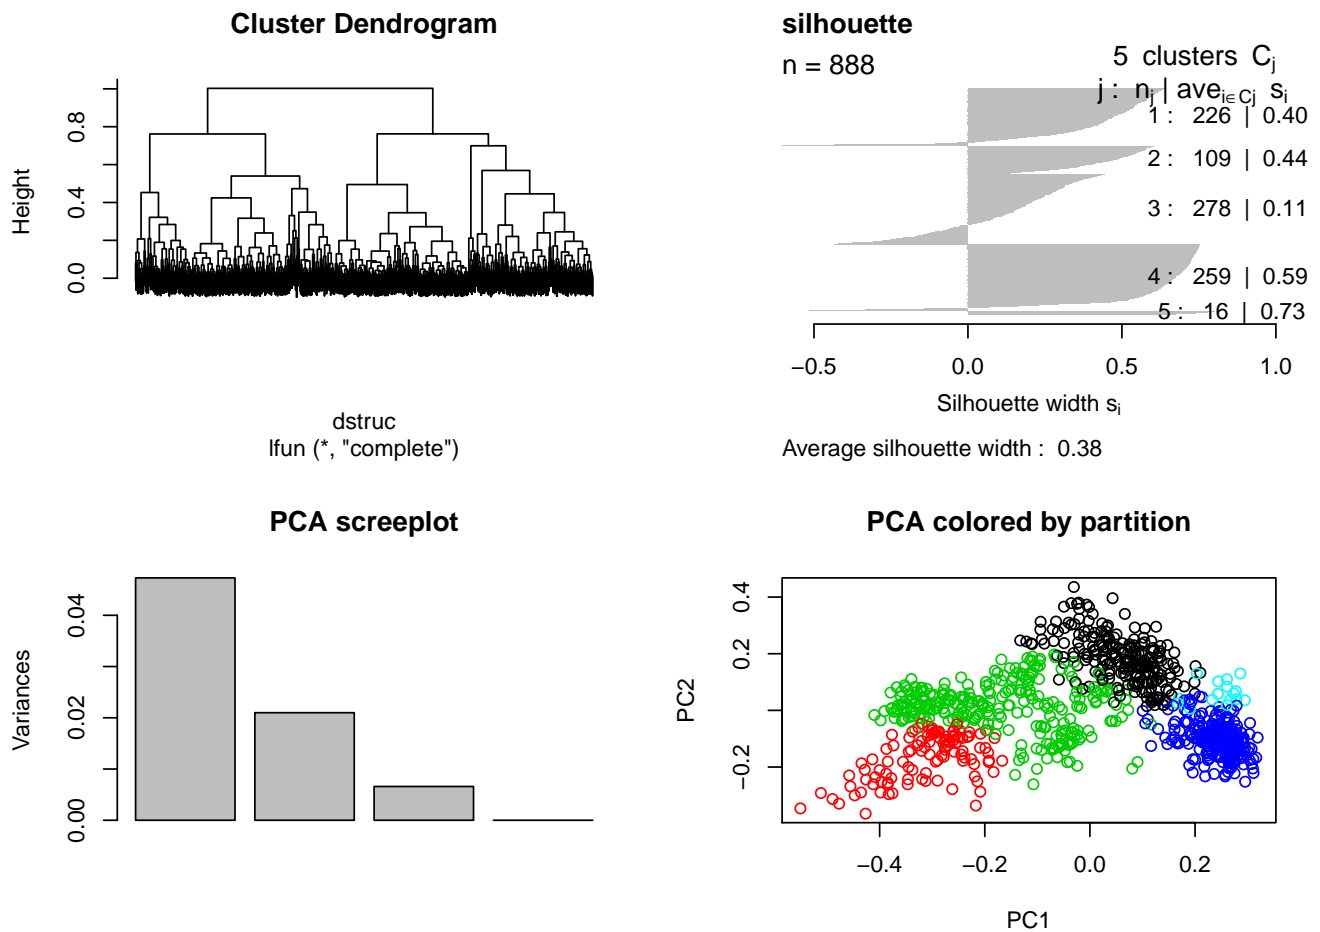 Cluster Dendrogram
Height
0.0 0.4 0.8
dstruc
lfun (*, "complete")
silhouette
n = 888
5 clusters Cj
j : nj | avei∈Cj si
1 : 226 | 0.40
2 : 109 | 0.44
3 : 278 | 0.11
4 : 259 | 0.59
5 : 16 | 0.73
−0.5 0.0 0.5 1.0
Silhouette width si
Average silhouette width : 0.38
PCA screeplot
Variances
0.00 0.02 0.04
PCA colored by partition
PC2
−0.2 0.2 0.4
−0.4 −0.2 0.0 0.2
PC1